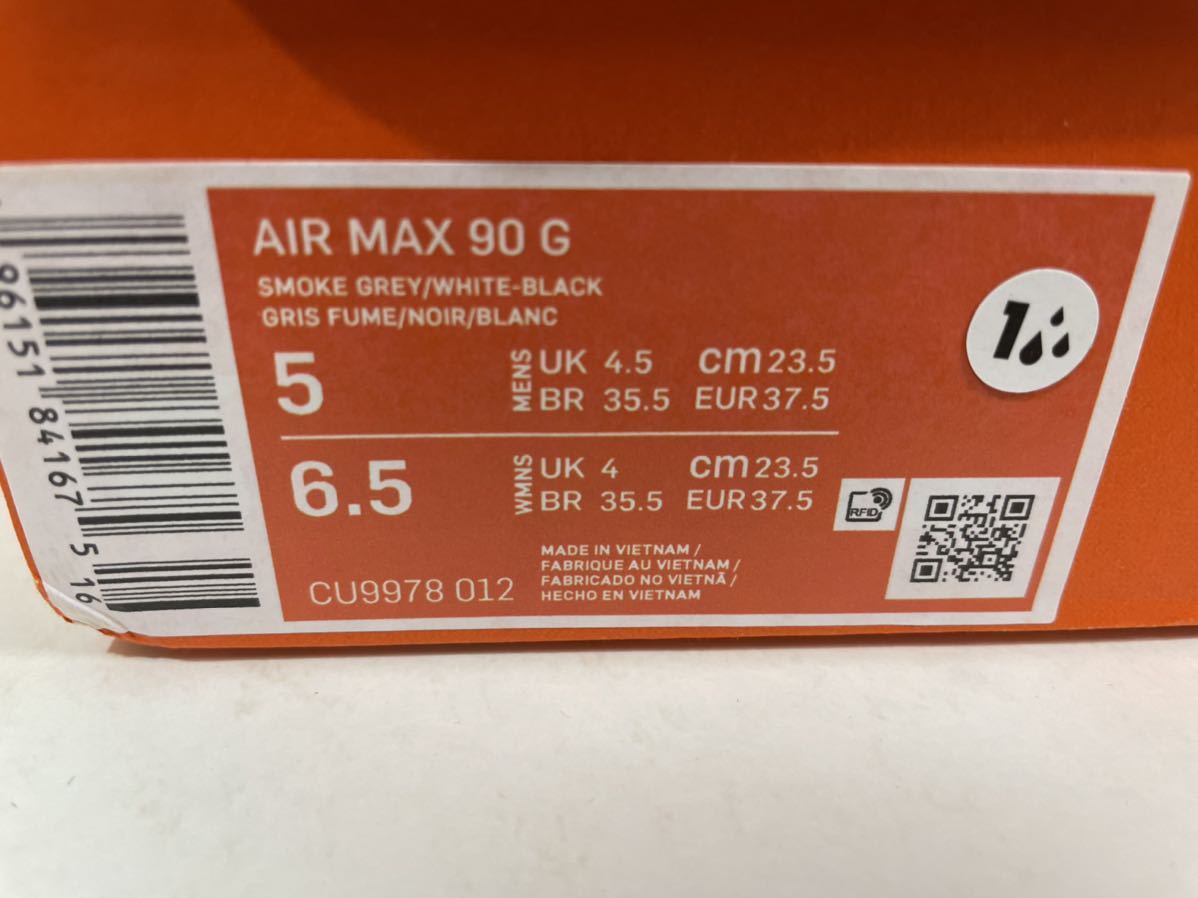 AIR MAX 90 G
SMOKE GREY/WHITE-BLACK
GRIS FUME/NOIR/BLANC
5 MENS UK 4.5 cm 23.5
BR 35.5 EUR 37.5
6.5 WMNS UK 4 cm 23.5
BR 35.5 EUR 37.5
CU9978 012
MADE IN VIETNAM /
FABRIQUE AU VIETNAM /
FABRICADO NO VIETNÃ /
HECHO EN VIETNAM
RFID
1
96151 84167 5 16